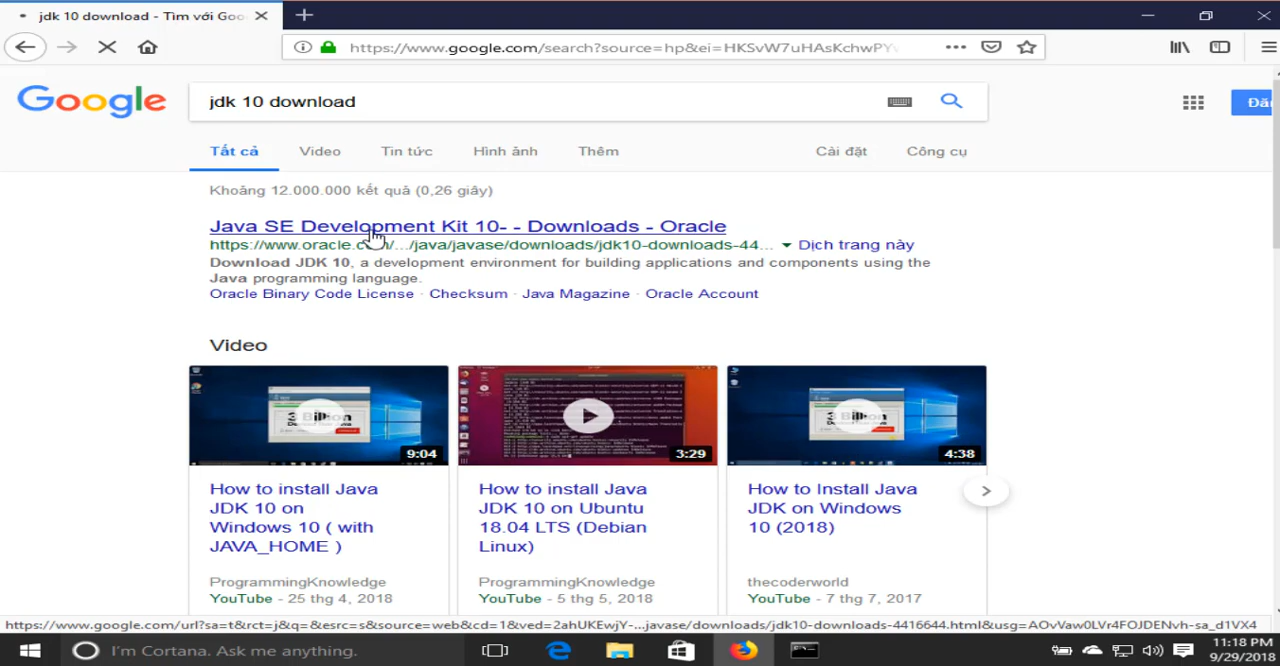 jdk 10 download - Tìm với Goo
https://www.google.com/search?source=hp&ei=HKSvW7uHAsKchwPY
Google
jdk 10 download
Đă
Tất cả Video Tin tức Hình ảnh Thêm Cài đặt Công cụ
Khoảng 12.000.000 kết quả (0,26 giây)
Java SE Development Kit 10- - Downloads - Oracle
https://www.oracle.com/.../java/javase/downloads/jdk10-downloads-44... Dịch trang này
Download JDK 10, a development environment for building applications and components using the
Java programming language.
Oracle Binary Code License · Checksum · Java Magazine · Oracle Account
Video
3 Billion
9:04
3:29
4:38
How to install Java
JDK 10 on
Windows 10 ( with
JAVA_HOME )
ProgrammingKnowledge
YouTube - 25 thg 4, 2018
How to install Java
JDK 10 on Ubuntu
18.04 LTS (Debian
Linux)
ProgrammingKnowledge
YouTube - 5 thg 5, 2018
How to Install Java
JDK on Windows
10 (2018)
thecoderworld
YouTube - 7 thg 7, 2017
https://www.google.com/url?sa=t&rct=j&q=&esrc=s&source=web&cd=1&ved=2ahUKEwjY-...javase/downloads/jdk10-downloads-4416644.html&usg=AOvVaw0LVr4FOJDEVny-sa_d1VX4
I'm Cortana. Ask me anything.
11:18 PM
9/29/2018